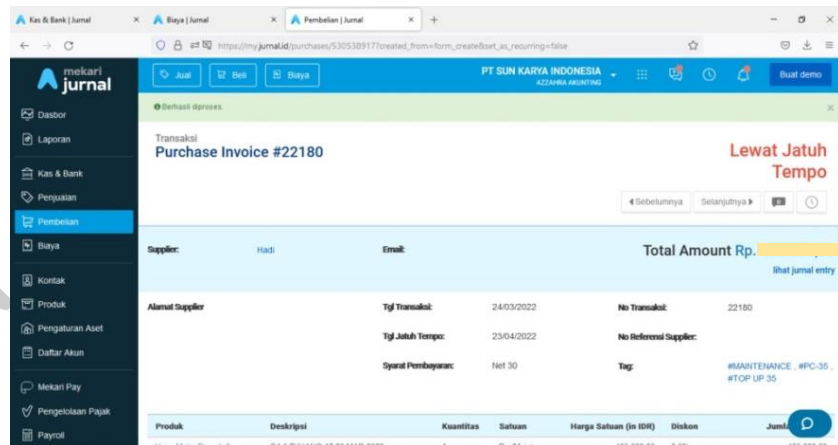 Kas & Bank | Jurnal
Biaya | Jurnal
Pembelian | Jurnal
https://my.jurnal.id/purchases/530538917?created_from=form_create&set_as_recurring=false
mekari jurnal
Jual Beli Biaya
PT SUN KARYA INDONESIA
AZZAHRA AKUNTING
Buat demo
Dasbor
Laporan
Kas & Bank
Penjualan
Pembelian
Biaya
Kontak
Produk
Pengaturan Aset
Daftar Akun
Mekari Pay
Pengelolaan Pajak
Payroll
Berhasil diproses.
Transaksi
Purchase Invoice #22180
Lewat Jatuh
Tempo
Sebelumnya Selanjutnya
Supplier: Hadi Email: Total Amount Rp.
lihat jurnal entry
Alamat Supplier Tgl Transaksi: 24/03/2022 No Transaksi: 22180
Tgl Jatuh Tempo: 23/04/2022 No Referensi Supplier:
Syarat Pembayaran: Net 30 Tag: #MAINTENANCE , #PC-35 ,
#TOP UP 35
Produk Deskripsi Kuantitas Satuan Harga Satuan (in IDR) Diskon